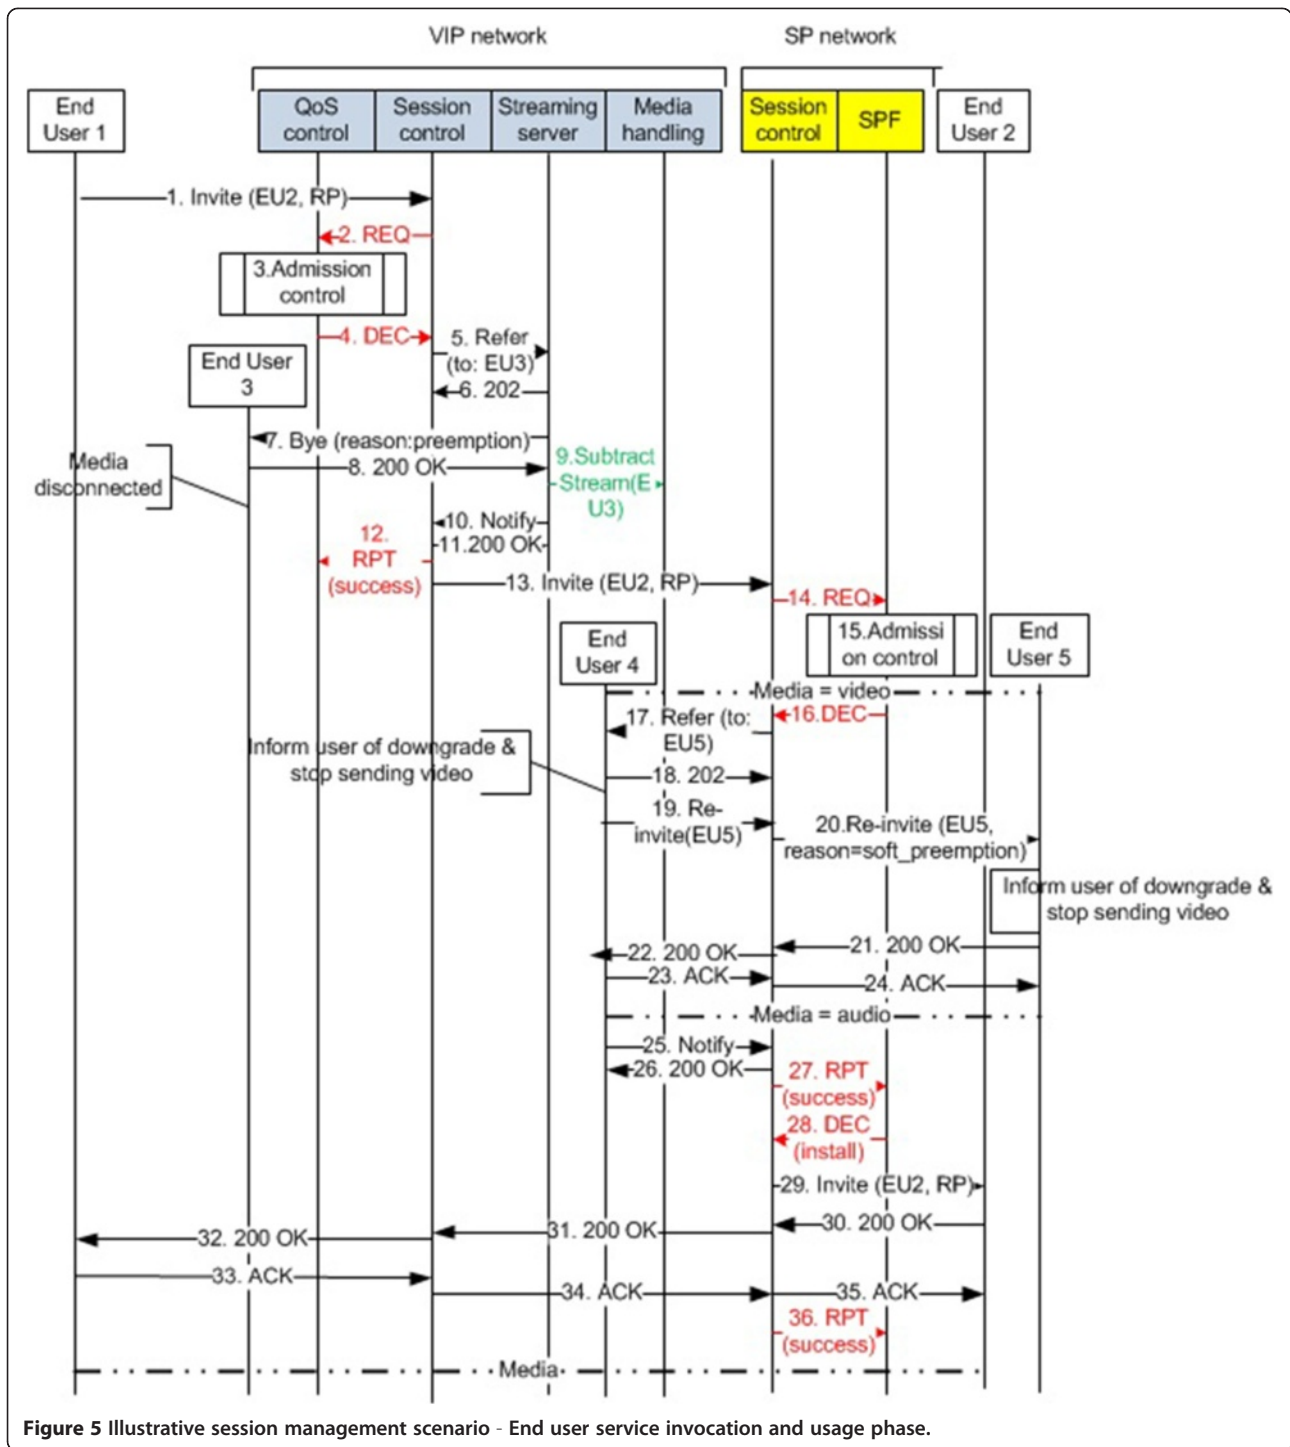 VIP network
SP network
End
User 1
QoS
control
Session
control
Streaming
server
Media
handling
Session
control
SPF
End
User 2
1. Invite (EU2, RP)
2. REQ
3.Admission
control
4. DEC
5. Refer
(to: EU3)
End User
3
6. 202
7. Bye (reason:preemption)
8. 200 OK
Media
disconnected
9.Subtract
Stream(E
U3)
10. Notify
11.200 OK
12.
RPT
(success)
13. Invite (EU2, RP)
14. REQ
15.Admissi
on control
End
User 4
End
User 5
Media = video
16.DEC
17. Refer (to:
EU5)
Inform user of downgrade &
stop sending video
18. 202
19. Re-
invite(EU5)
20.Re-invite (EU5,
reason=soft_preemption)
Inform user of downgrade &
stop sending video
21. 200 OK
22. 200 OK
23. ACK
24. ACK
Media = audio
25. Notify
26. 200 OK
27. RPT
(success)
28. DEC
(install)
29. Invite (EU2, RP)
30. 200 OK
31. 200 OK
32. 200 OK
33. ACK
34. ACK
35. ACK
36. RPT
(success)
Media
Figure 5 Illustrative session management scenario - End user service invocation and usage phase.